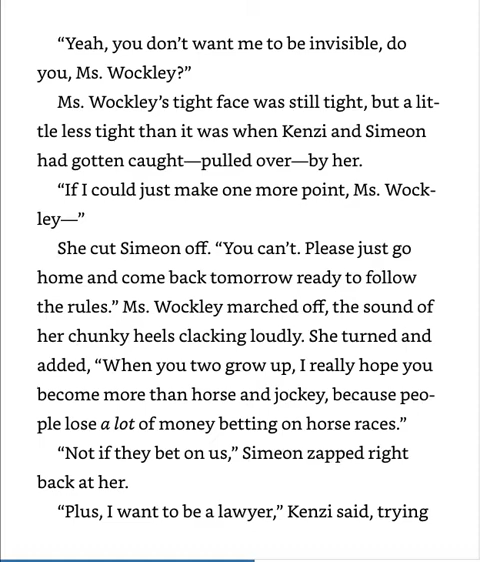 “Yeah, you don’t want me to be invisible, do
you, Ms. Wockley?”
Ms. Wockley’s tight face was still tight, but a lit-
tle less tight than it was when Kenzi and Simeon
had gotten caught—pulled over—by her.
“If I could just make one more point, Ms. Wock-
ley—”
She cut Simeon off. “You can’t. Please just go
home and come back tomorrow ready to follow
the rules.” Ms. Wockley marched off, the sound of
her chunky heels clacking loudly. She turned and
added, “When you two grow up, I really hope you
become more than horse and jockey, because peo-
ple lose a lot of money betting on horse races.”
“Not if they bet on us,” Simeon zapped right
back at her.
“Plus, I want to be a lawyer,” Kenzi said, trying